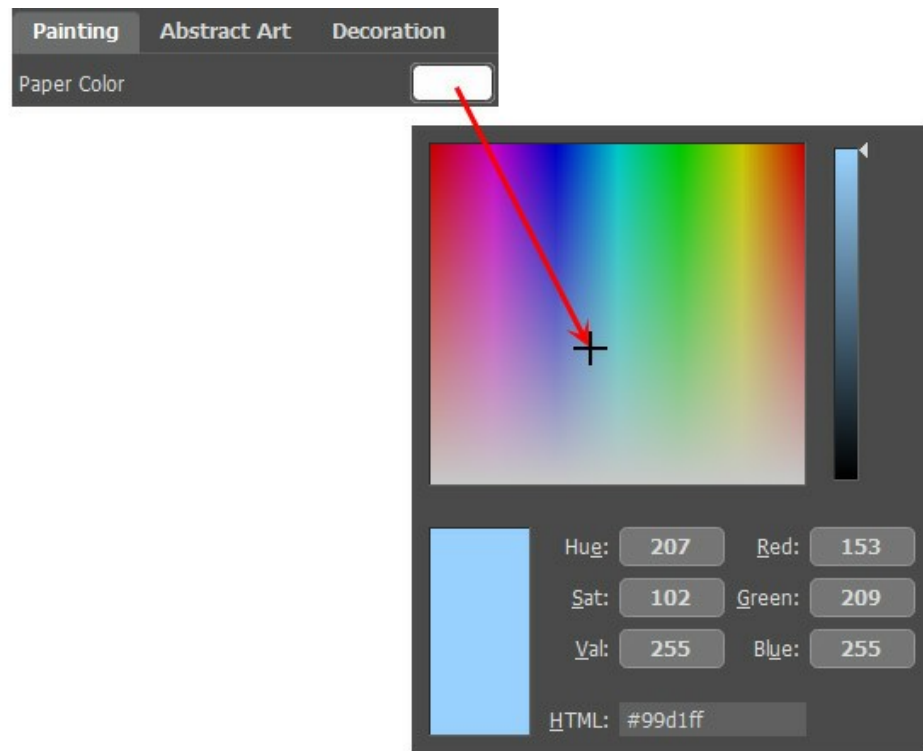 Painting Abstract Art Decoration
Paper Color
Hue: 207 Red: 153
Sat: 102 Green: 209
Val: 255 Blue: 255
HTML: #99d1ff